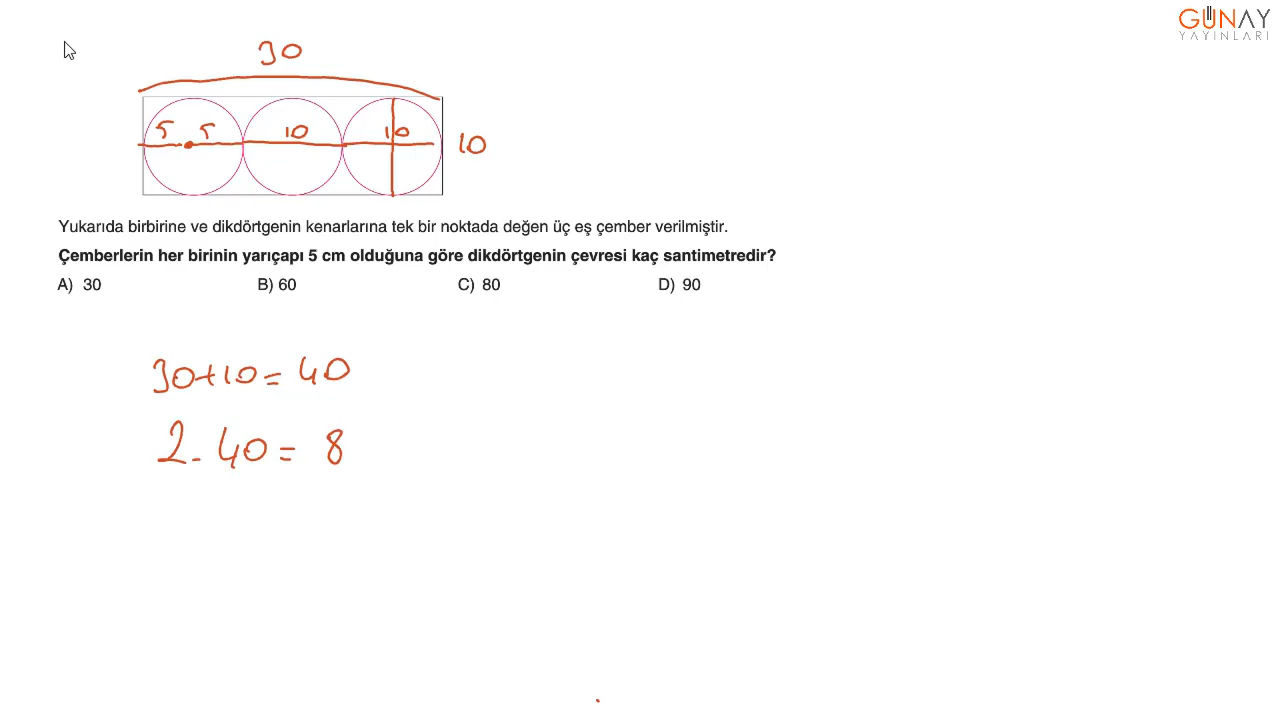 GÜNAY
YAYINLARI
30
5 5 10 10
10
Yukarıda birbirine ve dikdörtgenin kenarlarına tek bir noktada değen üç eş çember verilmiştir.
Çemberlerin her birinin yarıçapı 5 cm olduğuna göre dikdörtgenin çevresi kaç santimetredir?
A) 30 B) 60 C) 80 D) 90
30+10=40
2.40=8